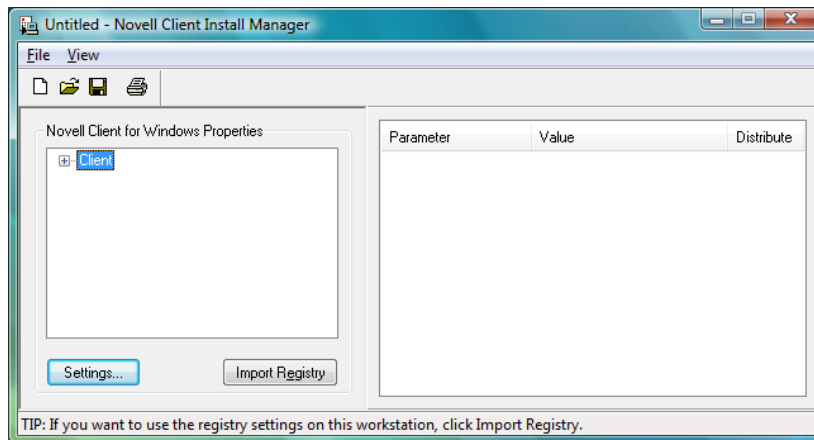 Untitled - Novell Client Install Manager
File View
Novell Client for Windows Properties
Client
Parameter Value Distribute
Settings... Import Registry
TIP: If you want to use the registry settings on this workstation, click Import Registry.